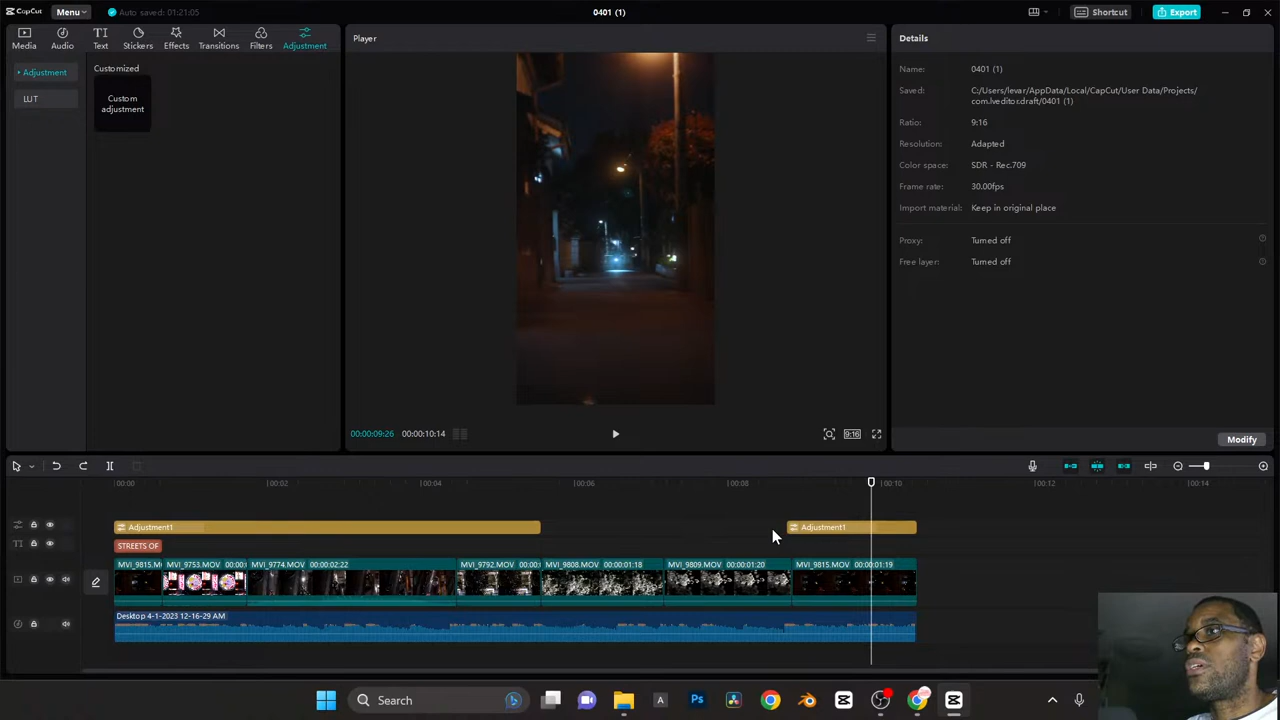 CapCut Menu Auto saved: 01:21:05 0401 (1) Shortcut Export
Media Audio Text Stickers Effects Transitions Filters Adjustment
Player
Details
Adjustment
LUT
Customized
Custom
adjustment
Name: 0401 (1)
Saved: C:/Users/levar/AppData/Local/CapCut/User Data/Projects/
com.lveditor.draft/0401 (1)
Ratio: 9:16
Resolution: Adapted
Color space: SDR - Rec.709
Frame rate: 30.00fps
Import material: Keep in original place
Proxy: Turned off
Free layer: Turned off
00:00:09:26 00:00:10:14
9:16
Modify
00:00 00:02 00:04 00:06 00:08 00:10 00:12 00:14
Adjustment1 Adjustment1
STREETS OF
MVI_9815.M MVI_9753.MOV 00:00: MVI_9774.MOV 00:00:02:22 MVI_9792.MOV 00:00: MVI_9808.MOV 00:00:01:18 MVI_9809.MOV 00:00:01:20 MVI_9815.MOV 00:00:01:19
Desktop 4-1-2023 12-16-29 AM
Search A Ps